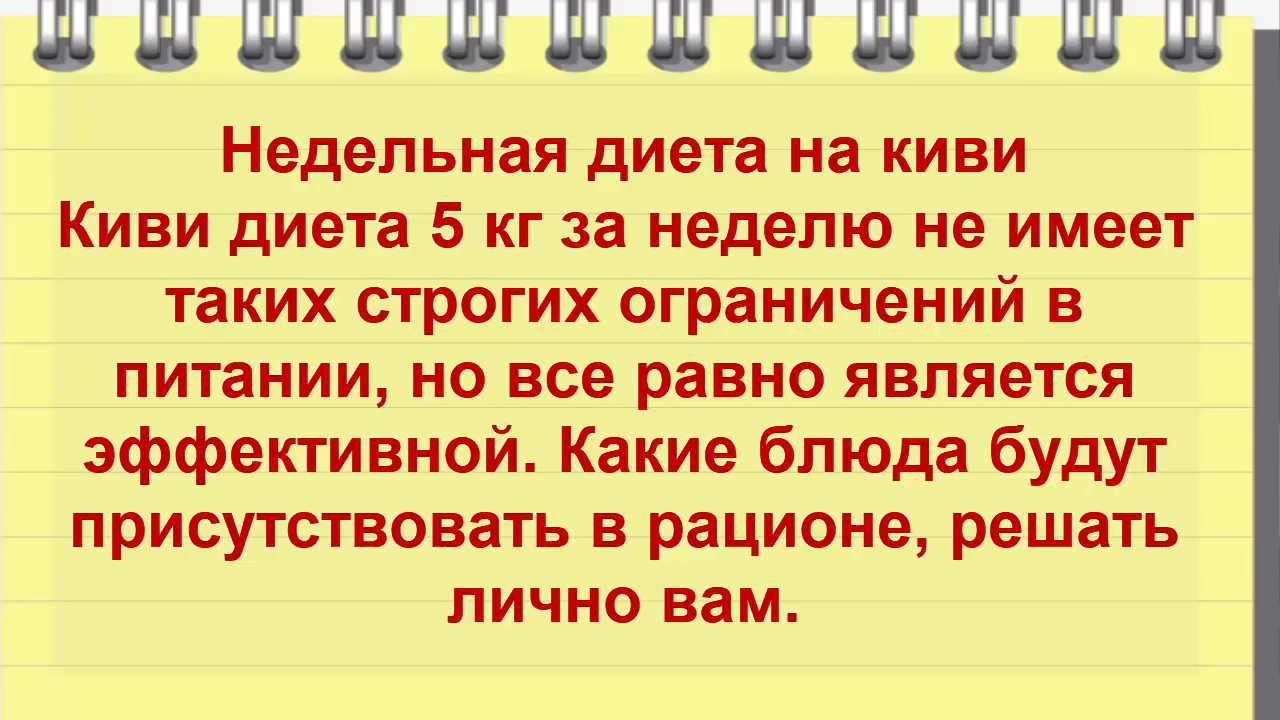 Недельная диета на киви
Киви диета 5 кг за неделю не имеет
таких строгих ограничений в
питании, но все равно является
эффективной. Какие блюда будут
присутствовать в рационе, решать
лично вам.